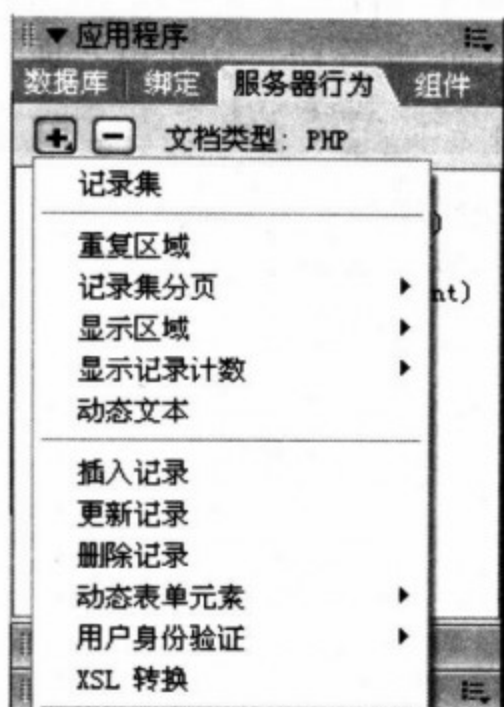 应用程序
数据库 绑定 服务器行为 组件
文档类型: PHP
记录集
)
重复区域
记录集分页
nt)
显示区域
显示记录计数
动态文本
插入记录
更新记录
删除记录
动态表单元素
用户身份验证
XSL 转换